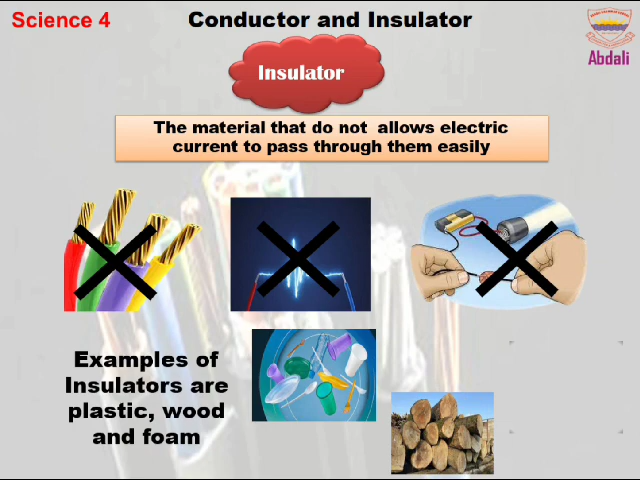 Science 4
Conductor and Insulator
Abdali
Insulator
The material that do not allows electric
current to pass through them easily
Examples of
Insulators are
plastic, wood
and foam